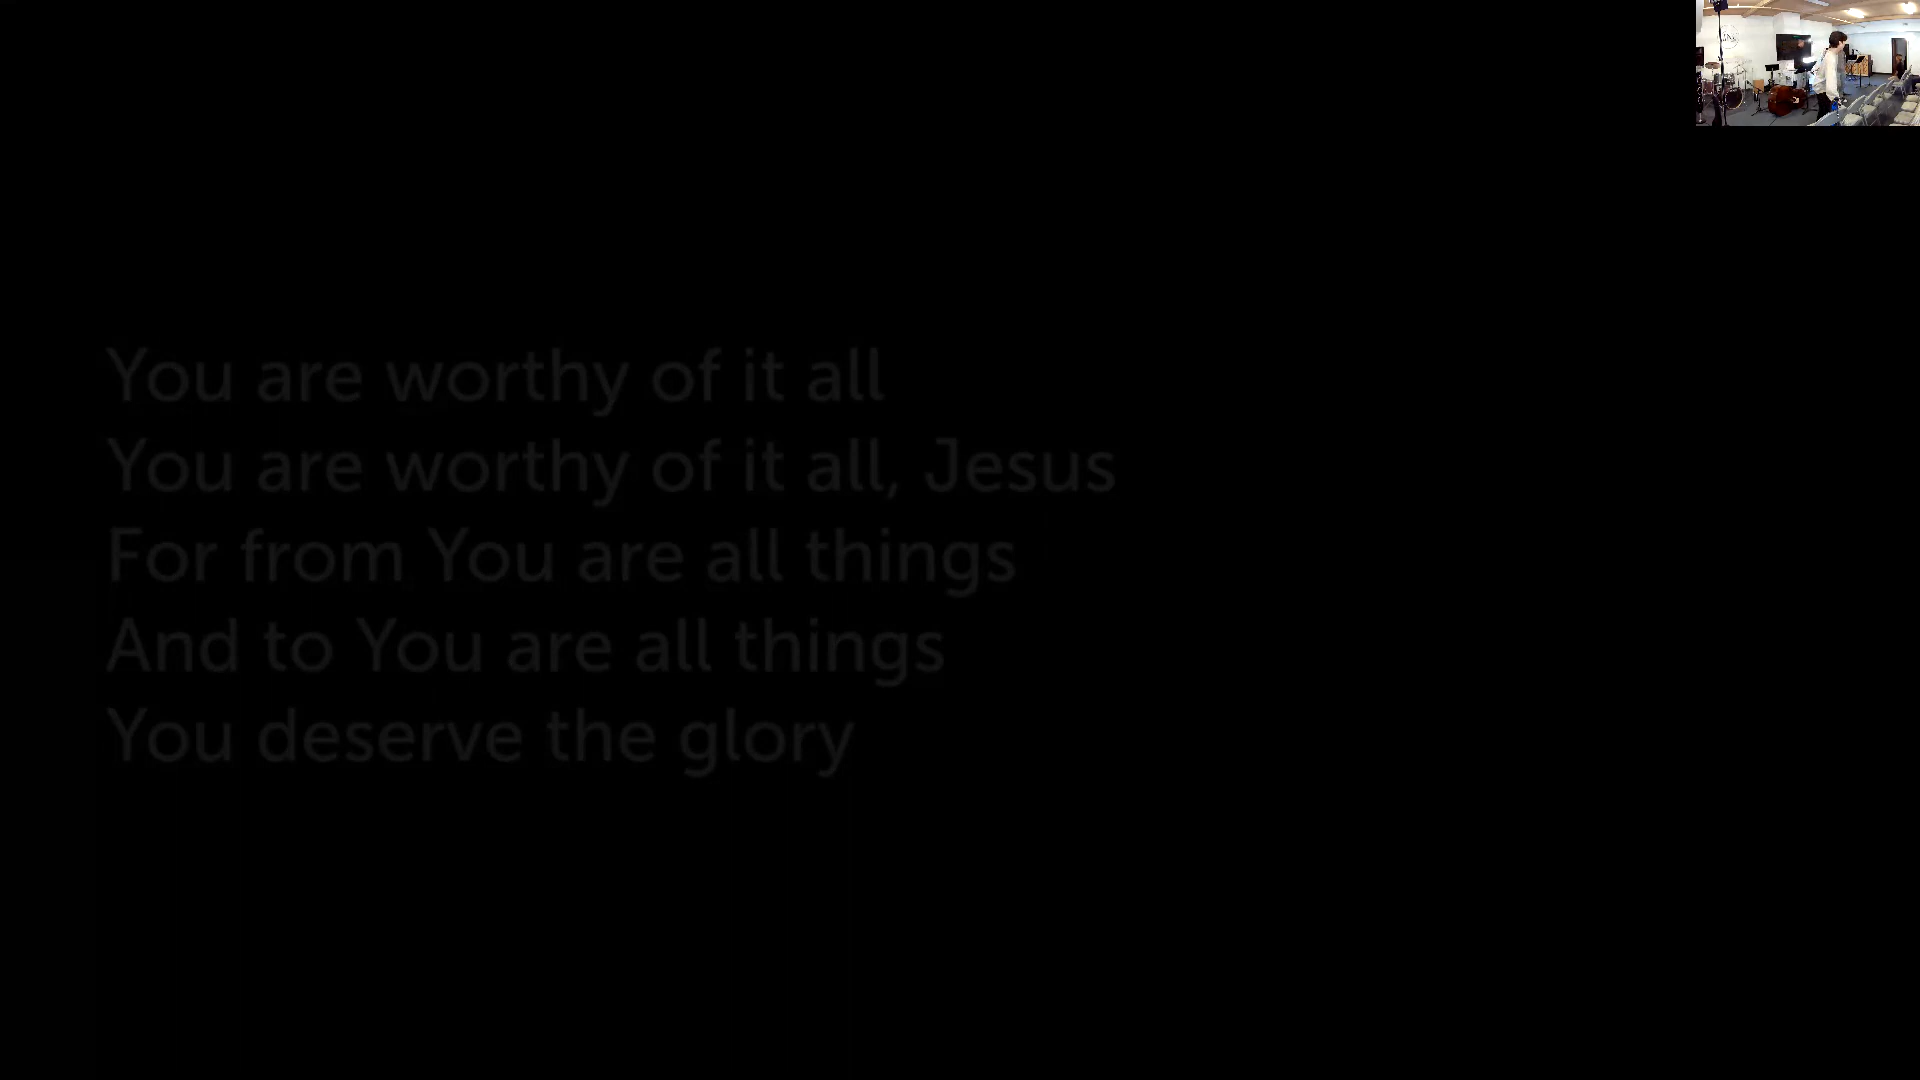 You are worthy of it all
You are worthy of it all, Jesus
For from You are all things
And to You are all things
You deserve the glory